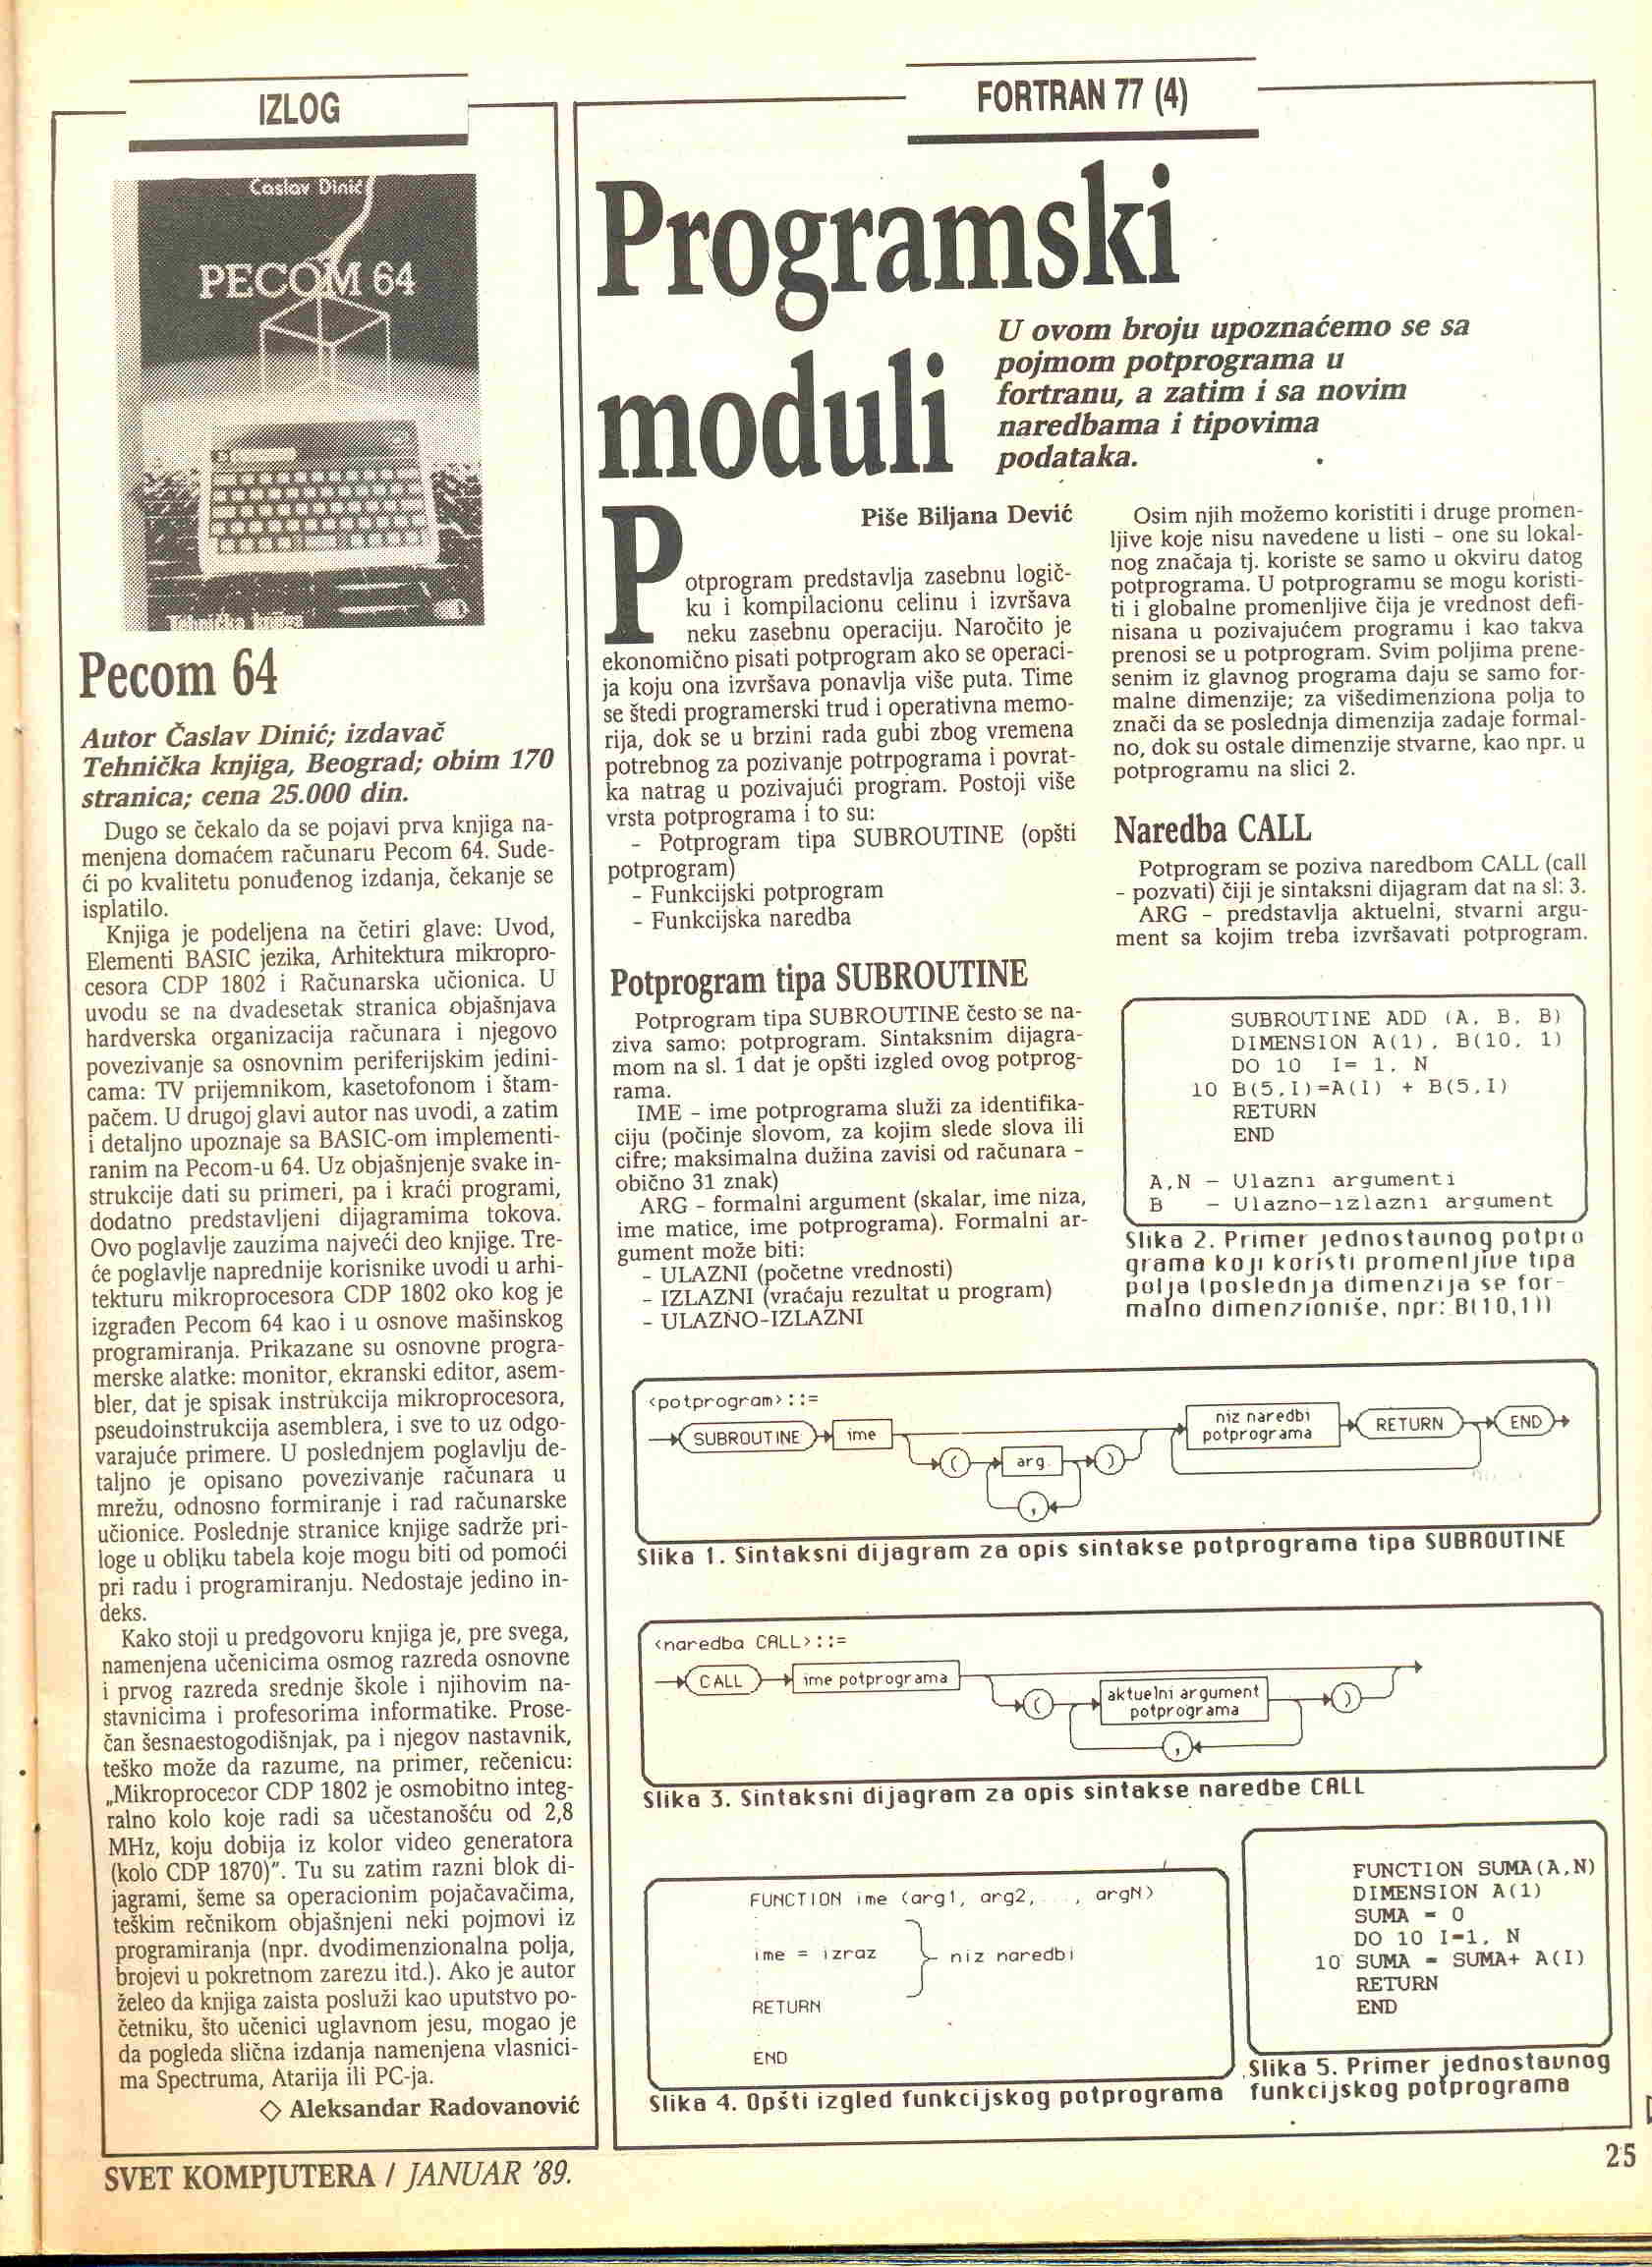 IZLOG
Časlav Dinić
PECOM 64
Tehnička knjiga
Pecom 64
Autor Časlav Dinić; izdavač
Tehnička knjiga, Beograd; obim 170
stranica; cena 25.000 din.
Dugo se čekalo da se pojavi prva knjiga na-
menjena domaćem računaru Pecom 64. Sude-
ći po kvalitetu ponuđenog izdanja, čekanje se
isplatilo.
Knjiga je podeljena na četiri glave: Uvod,
Elementi BASIC jezika, Arhitektura mikropro-
cesora CDP 1802 i Računarska učionica. U
uvodu se na dvadesetak stranica objašnjava
hardverska organizacija računara i njegovo
povezivanje sa osnovnim periferijskim jedini-
cama: TV prijemnikom, kasetofonom i štam-
pačem. U drugoj glavi autor nas uvodi, a zatim
i detaljno upoznaje sa BASIC-om implementi-
ranim na Pecom-u 64. Uz objašnjenje svake in-
strukcije dati su primeri, pa i kraći programi,
dodatno predstavljeni dijagramima tokova.
Ovo poglavlje zauzima najveći deo knjige. Tre-
će poglavlje naprednije korisnike uvodi u arhi-
tekturu mikroprocesora CDP 1802 oko kog je
izgrađen Pecom 64 kao i u osnove mašinskog
programiranja. Prikazane su osnovne progra-
merske alatke: monitor, ekranski editor, asem-
bler, dat je spisak instrukcija mikroprocesora,
pseudoinstrukcija asemblera, i sve to uz odgo-
varajuće primere. U poslednjem poglavlju de-
taljno je opisano povezivanje računara u
mrežu, odnosno formiranje i rad računarske
učionice. Poslednje stranice knjige sadrže pri-
loge u obliku tabela koje mogu biti od pomoći
pri radu i programiranju. Nedostaje jedino in-
deks.
Kako stoji u predgovoru knjiga je, pre svega,
namenjena učenicima osmog razreda osnovne
i prvog razreda srednje škole i njihovim na-
stavnicima i profesorima informatike. Prose-
čan šesnaestogodišnjak, pa i njegov nastavnik,
teško može da razume, na primer, rečenicu:
„Mikroprocesor CDP 1802 je osmobitno integ-
ralno kolo koje radi sa učestanošću od 2,8
MHz, koju dobija iz kolor video generatora
(kolo CDP 1870)". Tu su zatim razni blok di-
jagrami, šeme sa operacionim pojačavačima,
teškim rečnikom objašnjeni neki pojmovi iz
programiranja (npr. dvodimenzionalna polja,
brojevi u pokretnom zarezu itd.). Ako je autor
želeo da knjiga zaista posluži kao uputstvo po-
četniku, što učenici uglavnom jesu, mogao je
da pogleda slična izdanja namenjena vlasnici-
ma Spectruma, Atarija ili PC-ja.
◇ Aleksandar Radovanović
FORTRAN 77 (4)
Programski
moduli
U ovom broju upoznaćemo se sa
pojmom potprograma u
fortranu, a zatim i sa novim
naredbama i tipovima
podataka.
Piše Biljana Dević
Potprogram predstavlja zasebnu logič-
ku i kompilacionu celinu i izvršava
neku zasebnu operaciju. Naročito je
ekonomično pisati potprogram ako se operaci-
ja koju ona izvršava ponavlja više puta. Time
se štedi programerski trud i operativna memo-
rija, dok se u brzini rada gubi zbog vremena
potrebnog za pozivanje potrpograma i povrat-
ka natrag u pozivajući program. Postoji više
vrsta potprograma i to su:
- Potprogram tipa SUBROUTINE (opšti
potprogram)
- Funkcijski potprogram
- Funkcijska naredba
Potprogram tipa SUBROUTINE
Potprogram tipa SUBROUTINE često se na-
ziva samo: potprogram. Sintaksnim dijagra-
mom na sl. 1 dat je opšti izgled ovog potprog-
rama.
IME - ime potprograma služi za identifika-
ciju (počinje slovom, za kojim slede slova ili
cifre; maksimalna dužina zavisi od računara -
obično 31 znak)
ARG - formalni argument (skalar, ime niza,
ime matice, ime potprograma). Formalni ar-
gument može biti:
- ULAZNI (početne vrednosti)
- IZLAZNI (vraćaju rezultat u program)
- ULAZNO-IZLAZNI
Osim njih možemo koristiti i druge promen-
ljive koje nisu navedene u listi - one su lokal-
nog značaja tj. koriste se samo u okviru datog
potprograma. U potprogramu se mogu koristi-
ti i globalne promenljive čija je vrednost defi-
nisana u pozivajućem programu i kao takva
prenosi se u potprogram. Svim poljima prene-
senim iz glavnog programa daju se samo for-
malne dimenzije; za višedimenziona polja to
znači da se poslednja dimenzija zadaje formal-
no, dok su ostale dimenzije stvarne, kao npr. u
potprogramu na slici 2.
Naredba CALL
Potprogram se poziva naredbom CALL (call
- pozvati) čiji je sintaksni dijagram dat na sl: 3.
ARG - predstavlja aktuelni, stvarni argu-
ment sa kojim treba izvršavati potprogram.
SUBROUTINE ADD (A, B, B)
DIMENSION A(1), B(10, 1)
DO 10 I= 1, N
10 B(5,I)=A(I) + B(5,I)
RETURN
END
A,N - Ulazni argumenti
B - Ulazno-izlazni argument
Slika 2. Primer jednostavnog potpro
grama koji koristi promenljive tipa
polja (poslednja dimenzija se for-
malno dimenzioniše, npr: B(10,1))
<potprogram>::=
SUBROUTINE
ime
( arg. )
,
niz naredbi
potprograma
RETURN
END
Slika 1. Sintaksni dijagram za opis sintakse potprograma tipa SUBROUTINE
<naredba CALL>::=
CALL
ime potprograma
(
aktuelni argument
potprograma
)
,
Slika 3. Sintaksni dijagram za opis sintakse naredbe CALL
FUNCTION ime (arg1, arg2, ..., argN)
ime = izraz } niz naredbi
RETURN
END
Slika 4. Opšti izgled funkcijskog potprograma
FUNCTION SUMA(A,N)
DIMENSION A(1)
SUMA = 0
DO 10 I=1, N
10 SUMA = SUMA+ A(I)
RETURN
END
Slika 5. Primer jednostavnog
funkcijskog potprograma
SVET KOMPJUTERA / JANUAR '89.
25